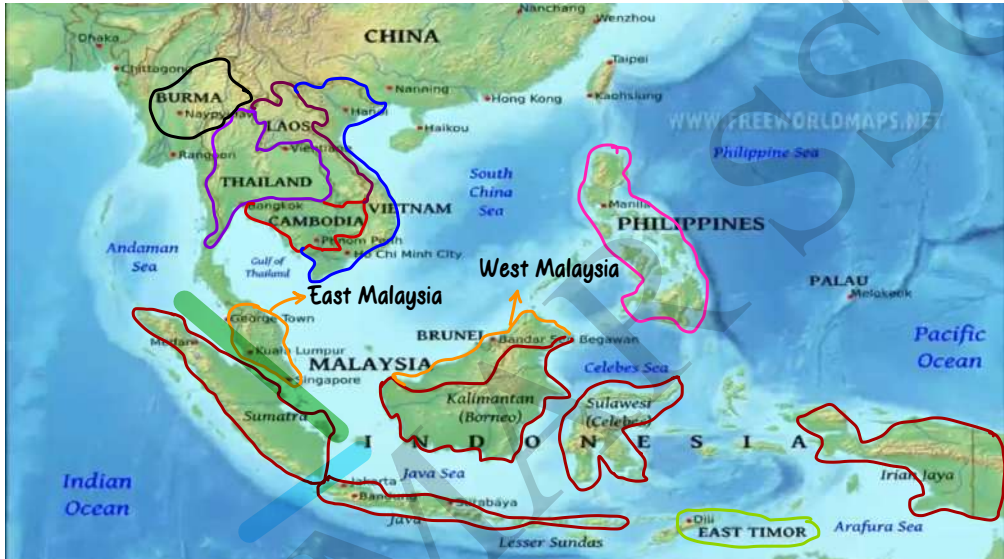 Nanchang
Wenzhou
CHINA
Dhaka
Chittagong
Taipei
Nanning
Hong Kong
Kaohsiung
BURMA
Hanoi
LAOS
Haikou
WWW.FREEWORLDMAPS.NET
Rangoon
Vientiane
Philippine Sea
THAILAND
South
China
Sea
Bangkok
CAMBODIA
VIETNAM
Manila
PHILIPPINES
Phnom Penh
Ho Chi Minh City
Andaman
Sea
Gulf of
Thailand
West Malaysia
East Malaysia
PALAU
Melekeok
George Town
BRUNEI
Bandar Seri Begawan
Pacific
Ocean
Medan
Kuala Lumpur
MALAYSIA
Celebes Sea
Singapore
Kalimantan
(Borneo)
Sulawesi
(Celebes)
Sumatra
I N D O N E S I A
Java Sea
Irian Jaya
Indian
Ocean
Jakarta
Bandung
Surabaya
Java
Dili
EAST TIMOR
Arafura Sea
Lesser Sundas